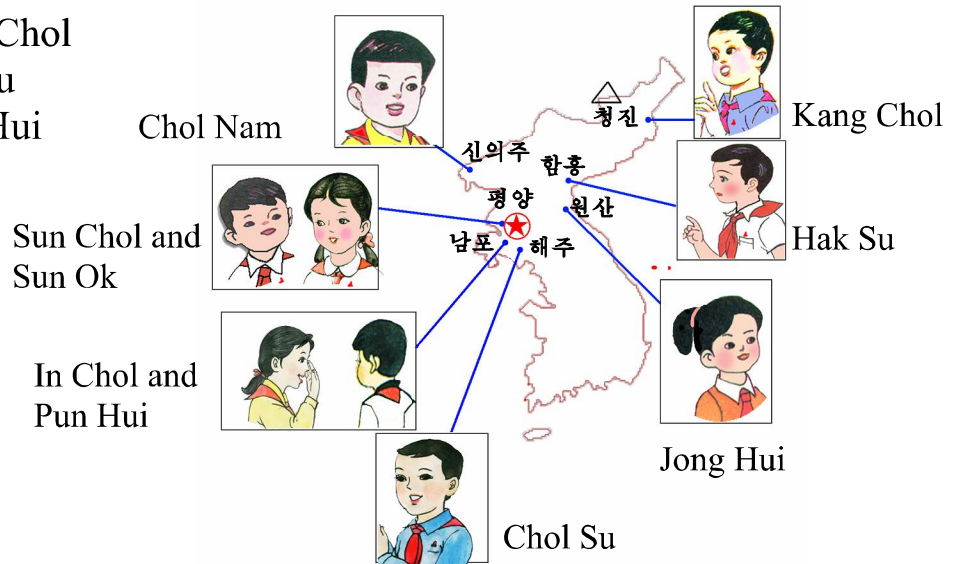 Chol
u
Hui
Chol Nam
Kang Chol
청진
신의주
함흥
평양
원산
남포
해주
Sun Chol and
Sun Ok
Hak Su
In Chol and
Pun Hui
Jong Hui
Chol Su